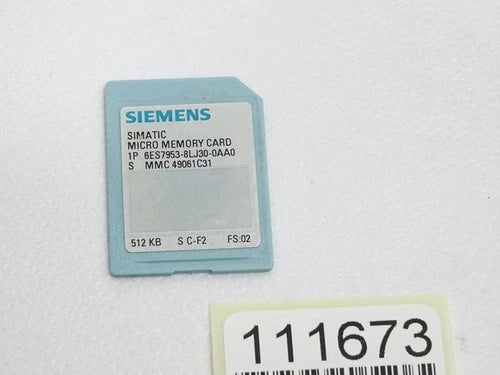 SIEMENS
SIMATIC
MICRO MEMORY CARD
1P 6ES7953-8LJ30-0AA0
S MMC 49061C31
512 KB S C-F2 FS:02
111673